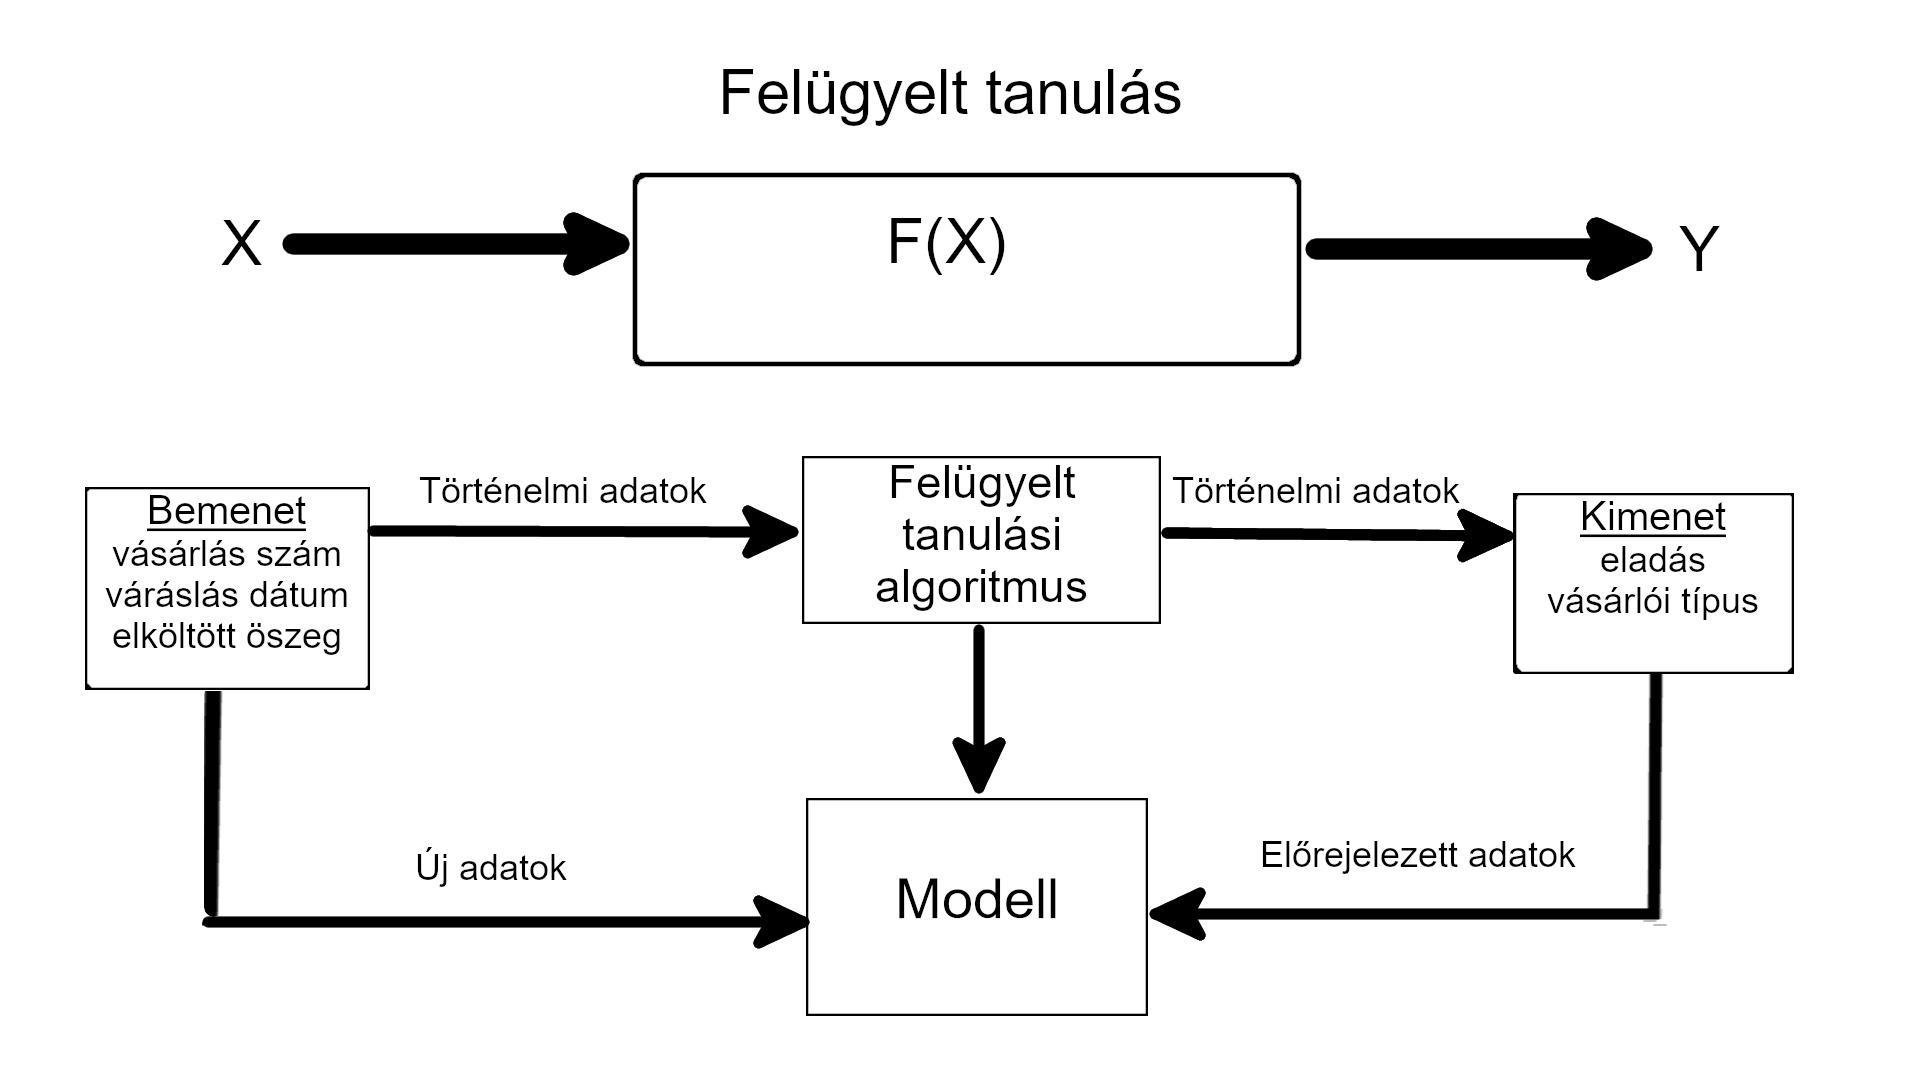 Felügyelt tanulás
X
F(X)
Y
Bemenet
vásárlás szám
váráslás dátum
elköltött öszeg
Történelmi adatok
Felügyelt
tanulási
algoritmus
Történelmi adatok
Kimenet
eladás
vásárlói típus
Új adatok
Modell
Előrejelezett adatok